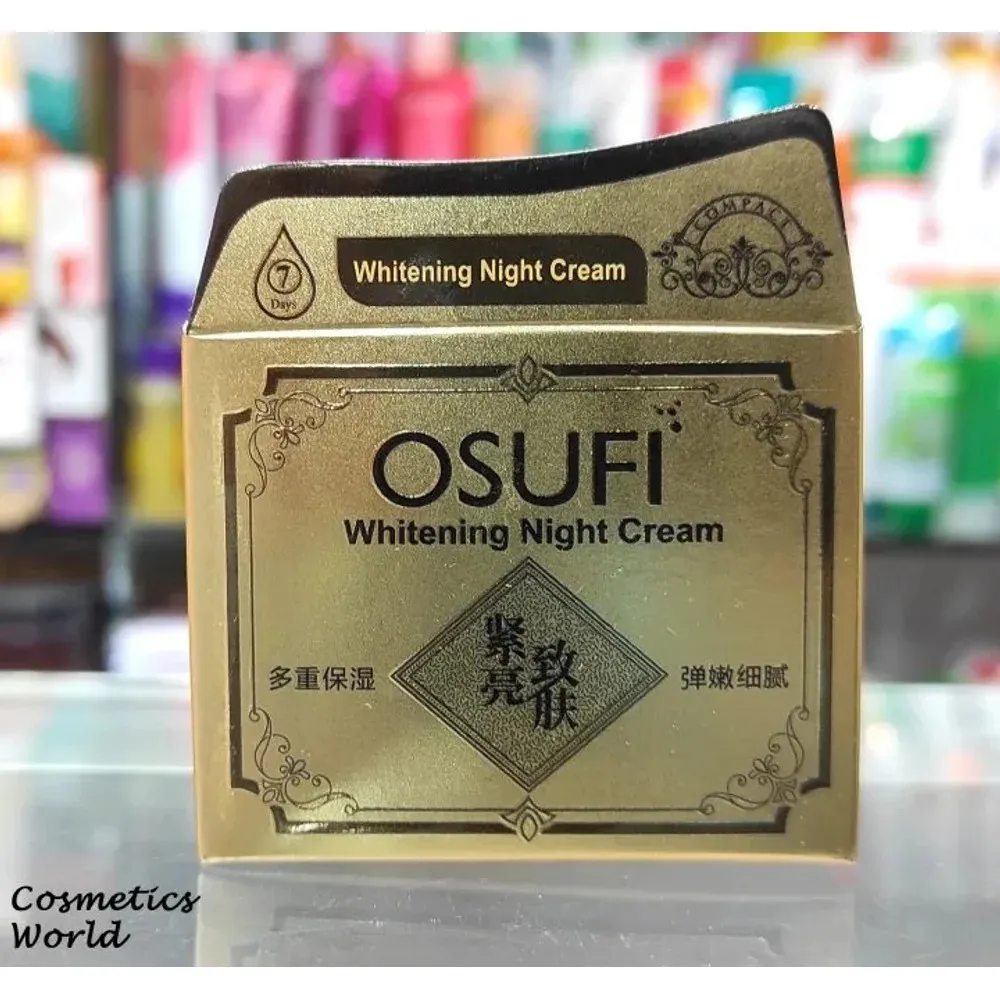 COMPACT
7
Days
Whitening Night Cream
OSUFI
Whitening Night Cream
多重保湿
紧致
亮肤
弹嫩细腻
Cosmetics
World